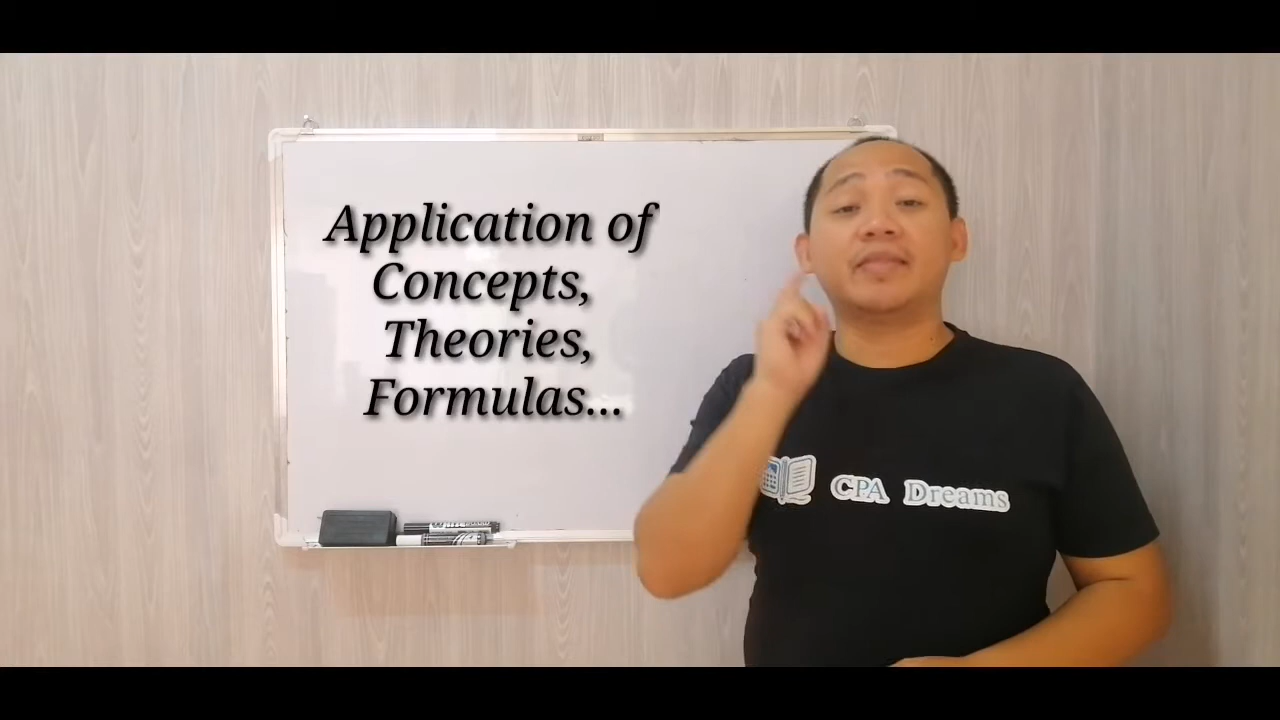 Application of
Concepts,
Theories,
Formulas...
CPA Dreams